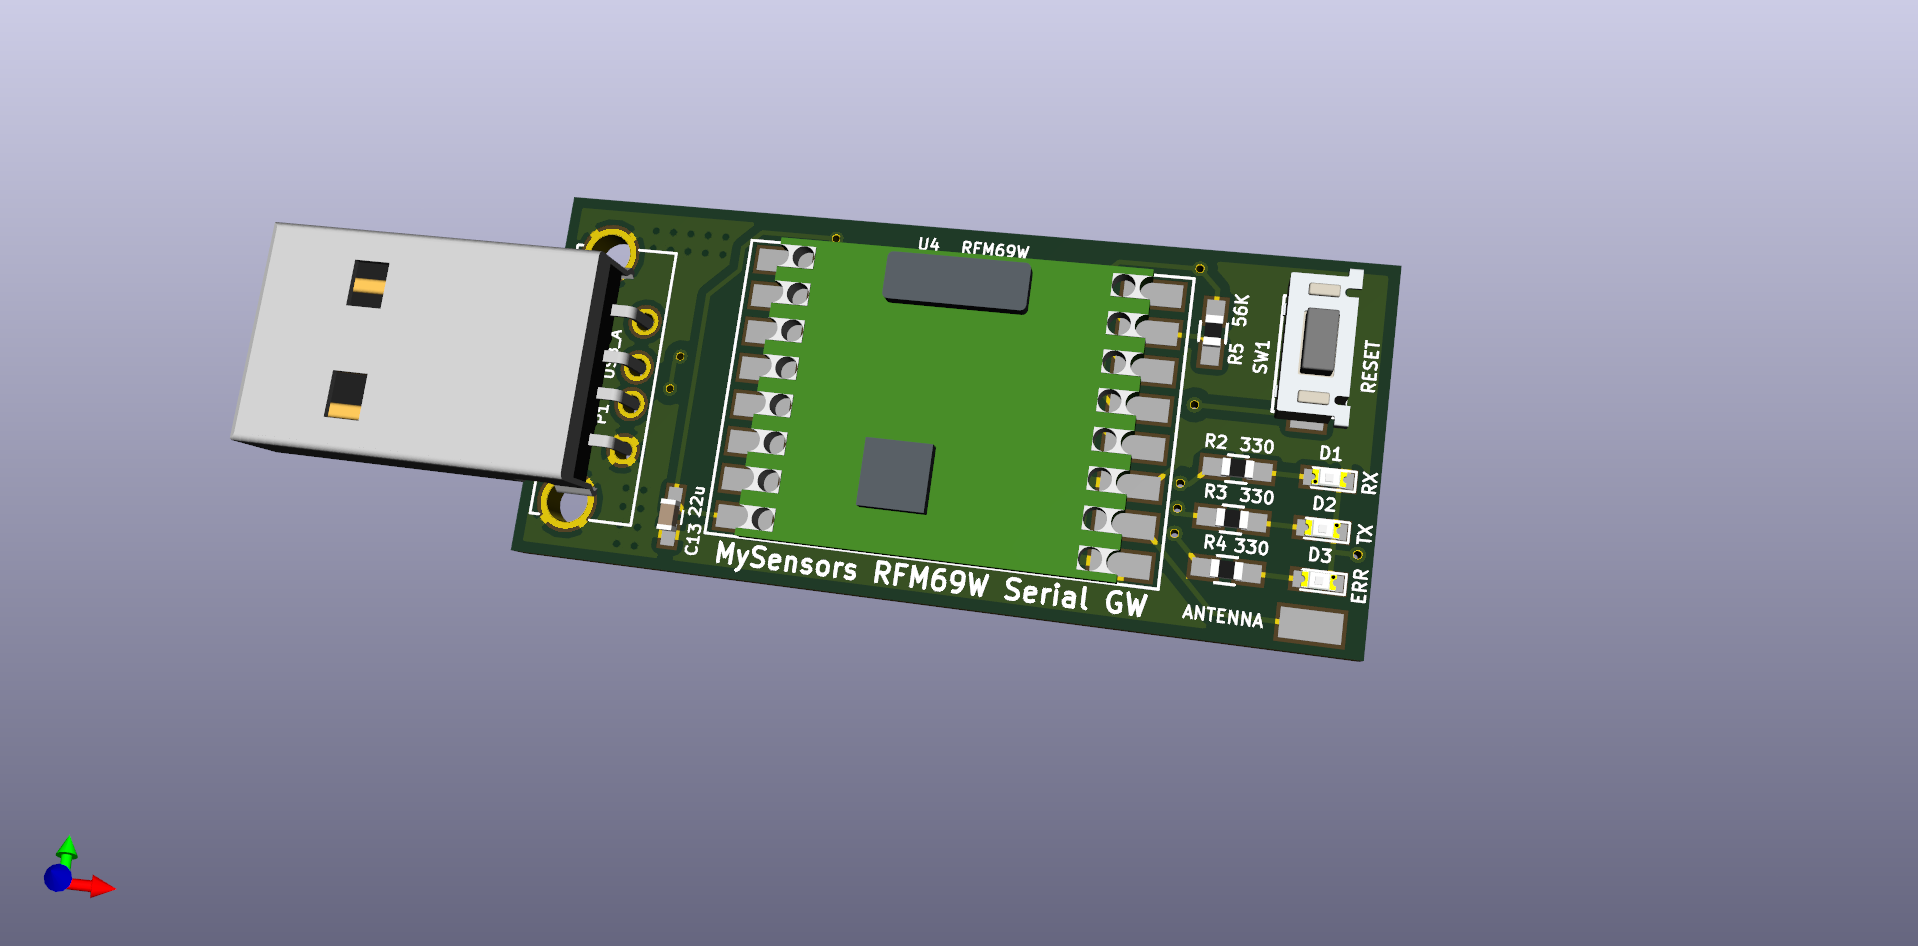 U4 RFM69W
56K
R5
SW1
RESET
P1
C13 22u
R2 330
D1
RX
R3 330
D2
TX
R4 330
D3
ERR
MySensors RFM69W Serial GW
ANTENNA